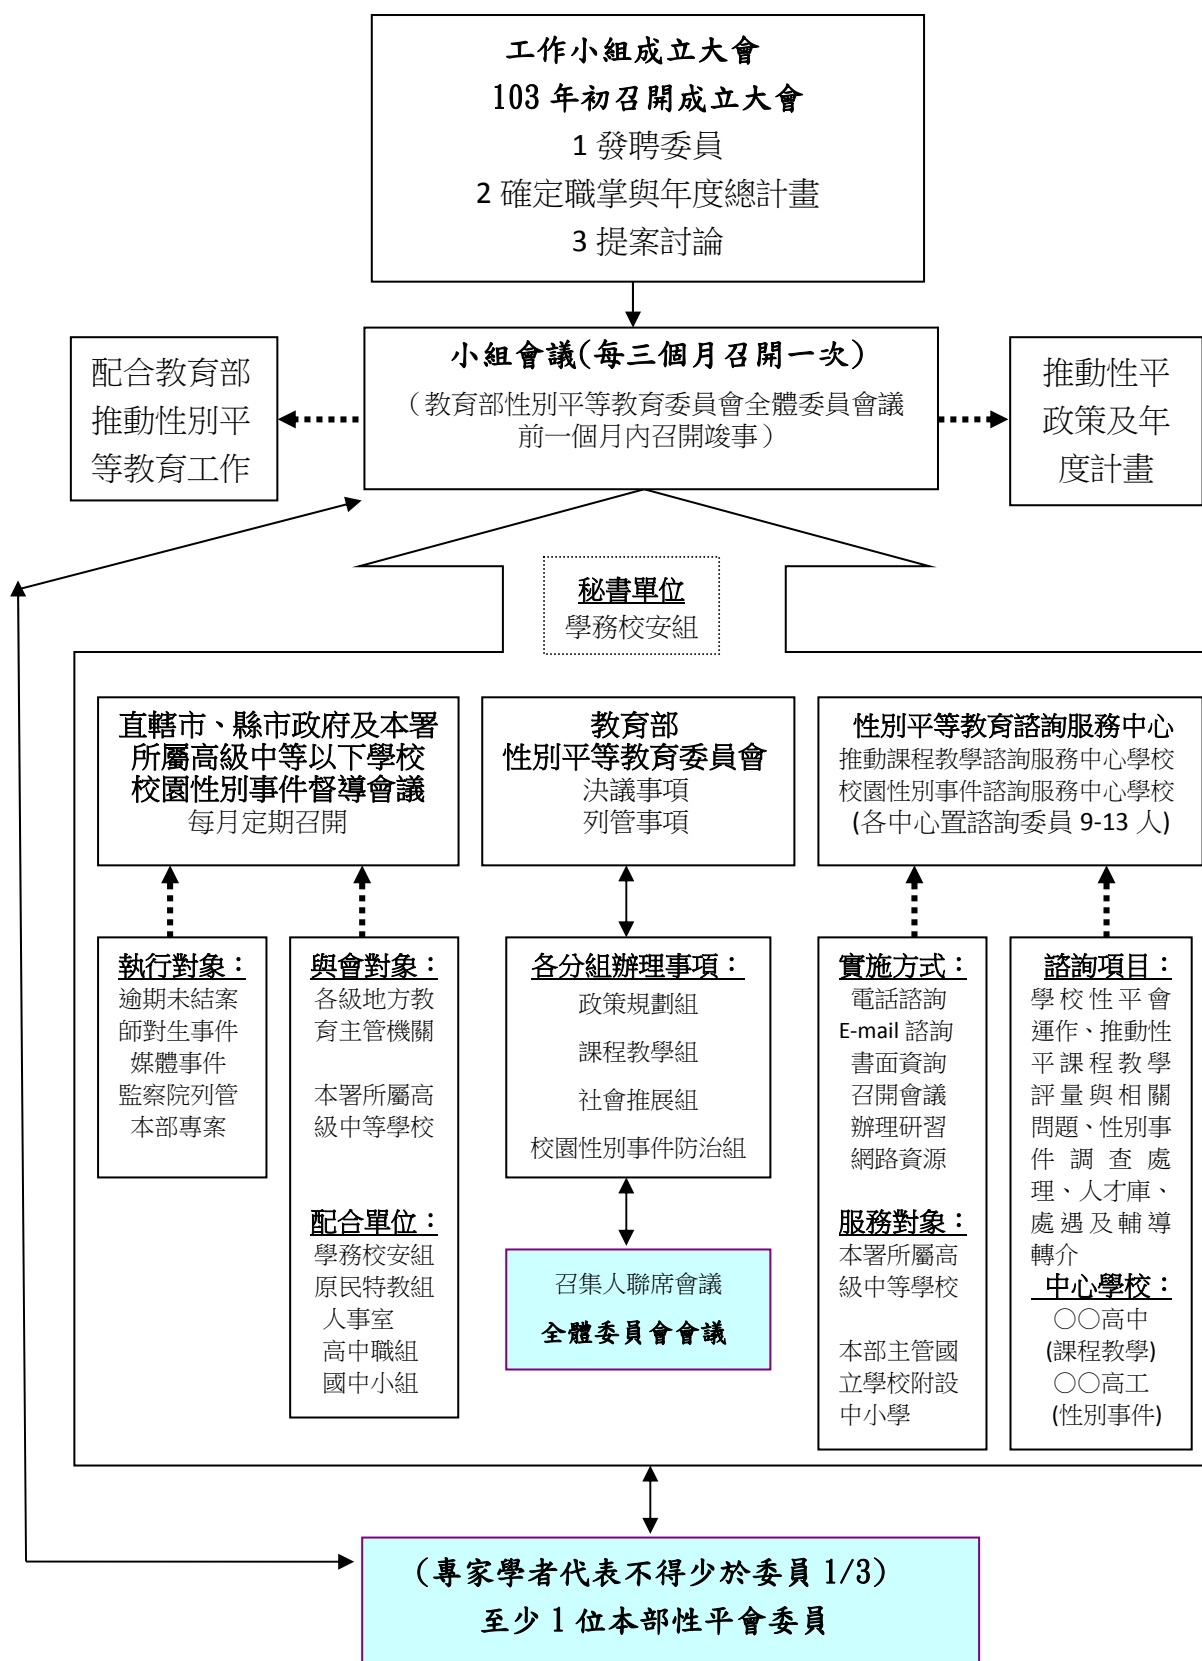 工作小組成立大會
103 年初召開成立大會
1 發聘委員
2 確定職掌與年度總計畫
3 提案討論
配合教育部
推動性別平
等教育工作
小組會議(每三個月召開一次)
（教育部性別平等教育委員會全體委員會議
前一個月內召開竣事）
推動性平
政策及年
度計畫
秘書單位
學務校安組
直轄市、縣市政府及本署
所屬高級中等以下學校
校園性別事件督導會議
每月定期召開
教育部
性別平等教育委員會
決議事項
列管事項
性別平等教育諮詢服務中心
推動課程教學諮詢服務中心學校
校園性別事件諮詢服務中心學校
(各中心置諮詢委員 9-13 人)
執行對象：
逾期未結案
師對生事件
媒體事件
監察院列管
本部專案
與會對象：
各級地方教
育主管機關
本署所屬高
級中等學校
配合單位：
學務校安組
原民特教組
人事室
高中職組
國中小組
各分組辦理事項：
政策規劃組
課程教學組
社會推展組
校園性別事件防治組
召集人聯席會議
全體委員會會議
實施方式：
電話諮詢
E-mail 諮詢
書面資詢
召開會議
辦理研習
網路資源
服務對象：
本署所屬高
級中等學校
本部主管國
立學校附設
中小學
諮詢項目：
學校性平會
運作、推動性
平課程教學
評量與相關
問題、性別事
件調查處
理、人才庫、
處遇及輔導
轉介
中心學校：
○○高中
(課程教學)
○○高工
(性別事件)
（專家學者代表不得少於委員 1/3）
至少 1 位本部性平會委員